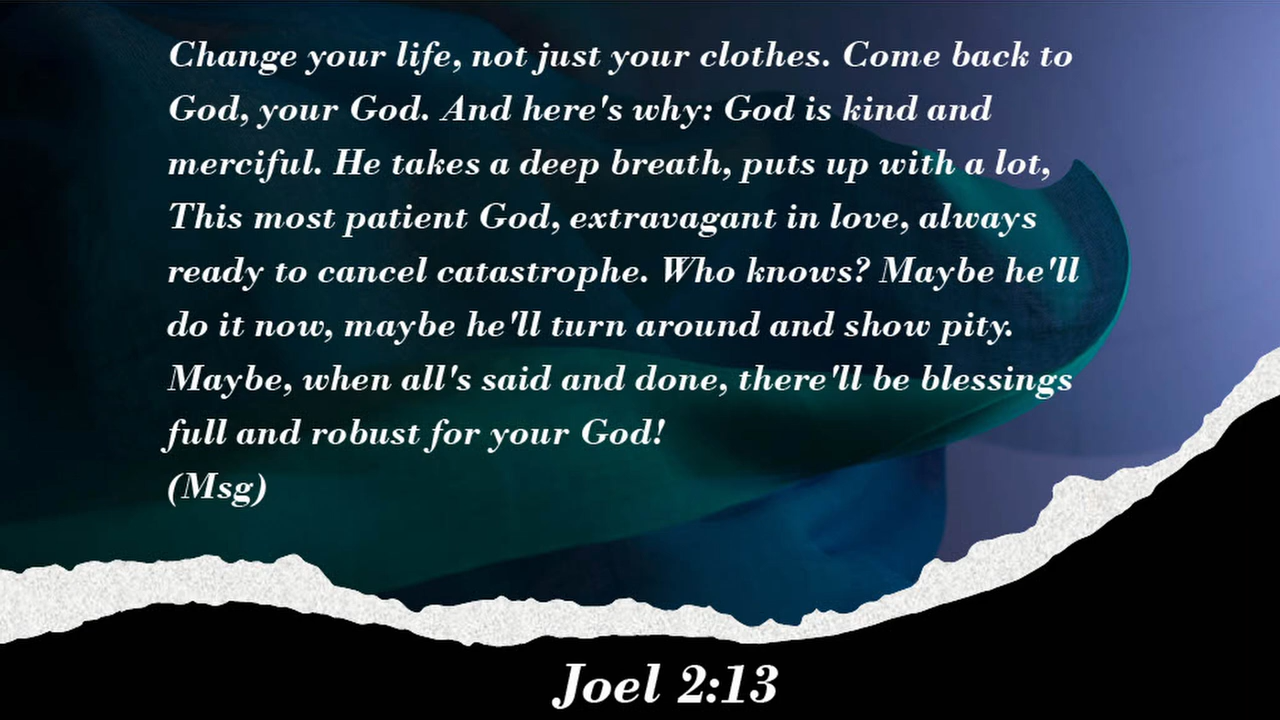 Change your life, not just your clothes. Come back to
God, your God. And here's why: God is kind and
merciful. He takes a deep breath, puts up with a lot,
This most patient God, extravagant in love, always
ready to cancel catastrophe. Who knows? Maybe he'll
do it now, maybe he'll turn around and show pity.
Maybe, when all's said and done, there'll be blessings
full and robust for your God!
(Msg)
Joel 2:13